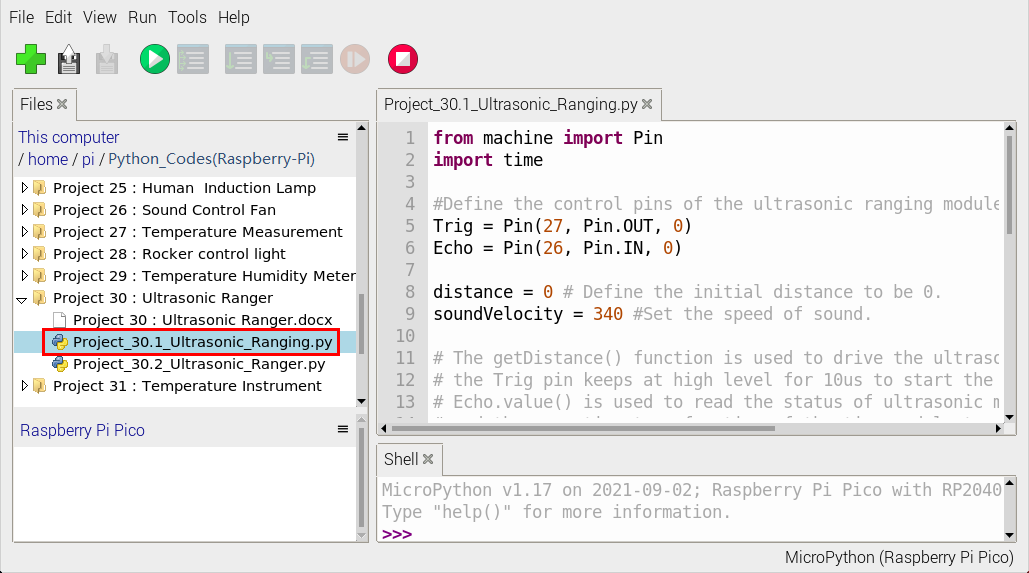 File Edit View Run Tools Help
Files
This computer
/ home / pi / Python_Codes(Raspberry-Pi)
Project 25 : Human  Induction Lamp
Project 26 : Sound Control Fan
Project 27 : Temperature Measurement
Project 28 : Rocker control light
Project 29 : Temperature Humidity Meter
Project 30 : Ultrasonic Ranger
Project 30 : Ultrasonic Ranger.docx
Project_30.1_Ultrasonic_Ranging.py
Project_30.2_Ultrasonic_Ranger.py
Project 31 : Temperature Instrument
Raspberry Pi Pico
Project_30.1_Ultrasonic_Ranging.py
1 from machine import Pin
2 import time
3
4 #Define the control pins of the ultrasonic ranging module
5 Trig = Pin(27, Pin.OUT, 0)
6 Echo = Pin(26, Pin.IN, 0)
7
8 distance = 0 # Define the initial distance to be 0.
9 soundVelocity = 340 #Set the speed of sound.
10
11 # The getDistance() function is used to drive the ultraso
12 # the Trig pin keeps at high level for 10us to start the
13 # Echo.value() is used to read the status of ultrasonic m
Shell
MicroPython v1.17 on 2021-09-02; Raspberry Pi Pico with RP2040
Type "help()" for more information.
>>>
MicroPython (Raspberry Pi Pico)